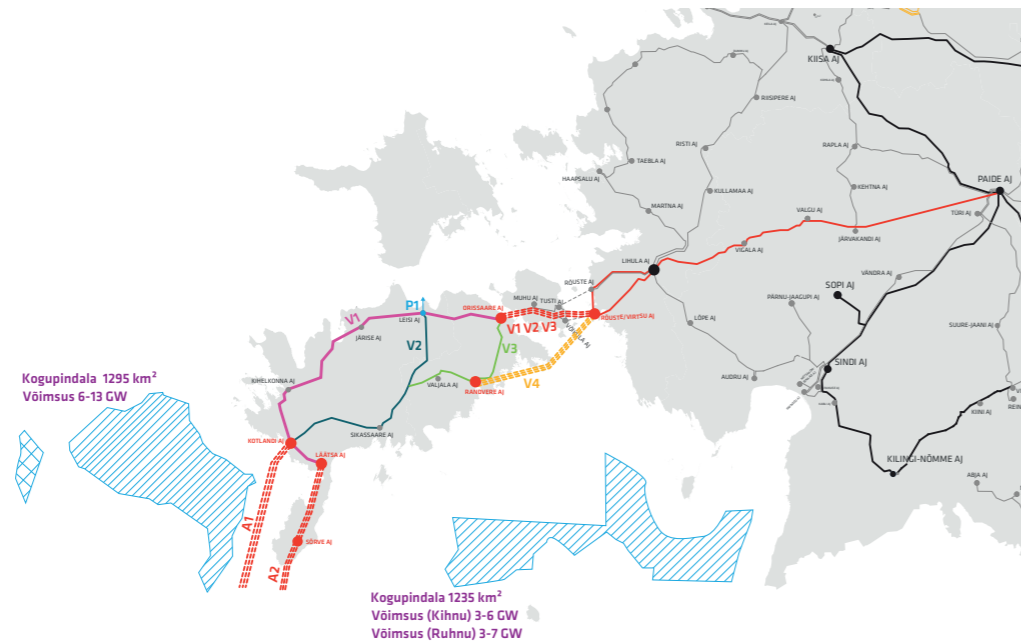 KIISA AJ
RIISIPERE AJ
RISTI AJ
RAPLA AJ
TAEBLA AJ
HAAPSALU AJ
PAIDE AJ
KULLAMAA AJ
KEHTNA AJ
MARTNA AJ
VALGU AJ
TÜRI AJ
JÄRVAKANDI AJ
VIGALA AJ
LIHULA AJ
VÄNDRA AJ
RÕUSTE AJ
SOPI AJ
MUHU AJ
TUSTI
PÄRNU-JAAGUPI AJ
P1
ORISSAARE AJ
RÕUSTE/VIRTSU AJ
V1
LEISI AJ
V1 V2 V3
LÕPE AJ
SUURE-JAANI AJ
JÄRISE AJ
V2
V3
SINDI AJ
KIHELKONNA AJ
VALJALA AJ
V4
AUDRU AJ
Kogupindala 1295 km²
RANDVERE AJ
Võimsus 6-13 GW
KIINI AJ
SIKASSAARE AJ
KOTLANDI AJ
LÄÄTSA AJ
KILINGI-NÕMME AJ
ABJA AJ
A1
SÕRVE AJ
A2
Kogupindala 1235 km²
Võimsus (Kihnu) 3-6 GW
Võimsus (Ruhnu) 3-7 GW